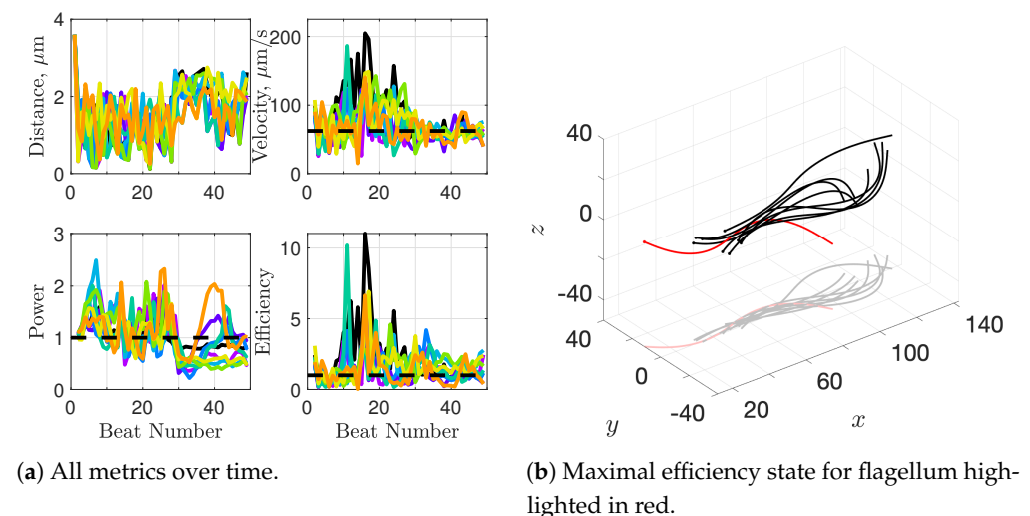 4
2
0
Distance, μm
0
20
40
200
100
0
Velocity, μm/s
0
20
40
3
2
1
0
Power
0
20
40
Beat Number
10
5
0
Efficiency
0
20
40
Beat Number
(a) All metrics over time.
40
0
-40
z
40
0
-40
y
20
60
100
140
x
(b) Maximal efficiency state for flagellum high-
lighted in red.